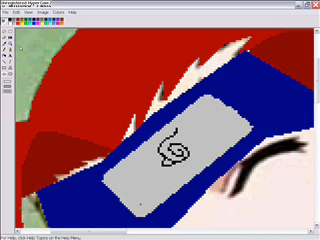 Unregistered HyperCam 2
File Edit View Image Colors Help
For Help, click Help Topics on the Help Menu.